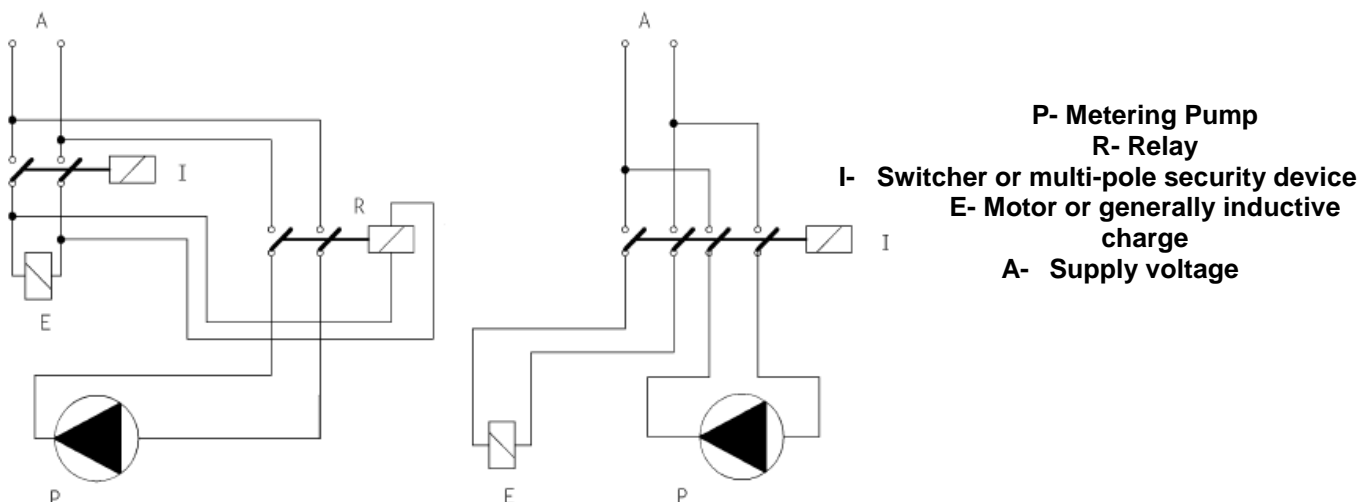 A
I
R
E
P
A
I
E
P
P- Metering Pump
R- Relay
I- Switcher or multi-pole security device
E- Motor or generally inductive
charge
A- Supply voltage